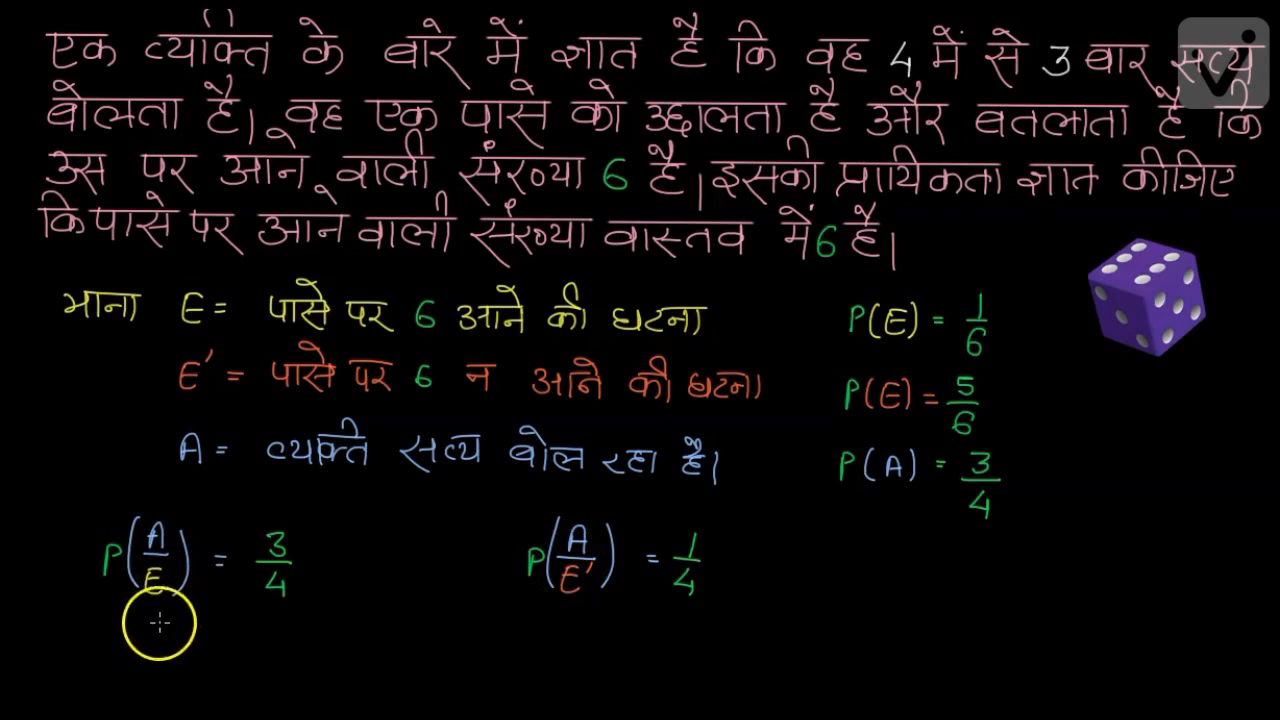 एक व्यक्ति के बारे में ज्ञात है कि वह 4 में से 3 बार सत्य
बोलता है। वह एक पासे को उछालता है और बतलाता है कि
उस पर आने वाली संख्या 6 है। इसकी प्रायिकता ज्ञात कीजिए
कि पासे पर आने वाली संख्या वास्तव में 6 है।
माना E = पासे पर 6 आने की घटना P(E) = 1/6
E' = पासे पर 6 न आने की घटना P(E) = 5/6
A = व्यक्ति सत्य बोल रहा है। P(A) = 3/4
P(A/E) = 3/4 P(A/E') = 1/4